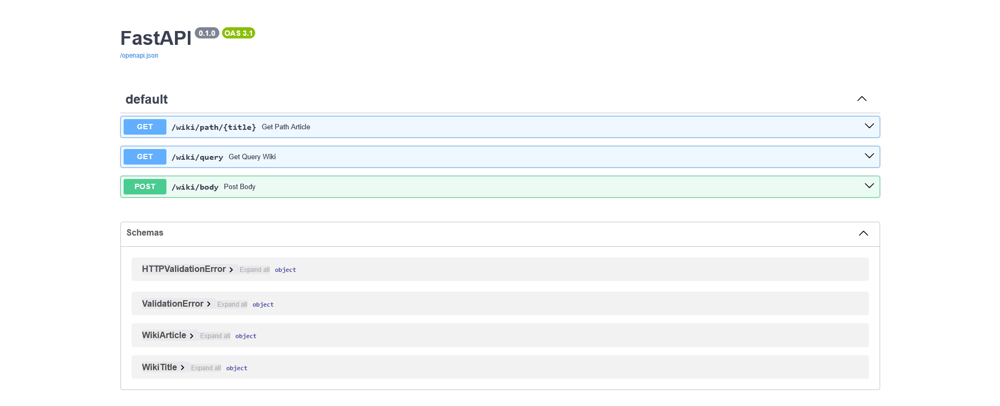 FastAPI 0.1.0 OAS 3.1
/openapi.json
default
GET /wiki/path/{title} Get Path Article
GET /wiki/query Get Query Wiki
POST /wiki/body Post Body
Schemas
HTTPValidationError Expand all object
ValidationError Expand all object
WikiArticle Expand all object
WikiTitle Expand all object